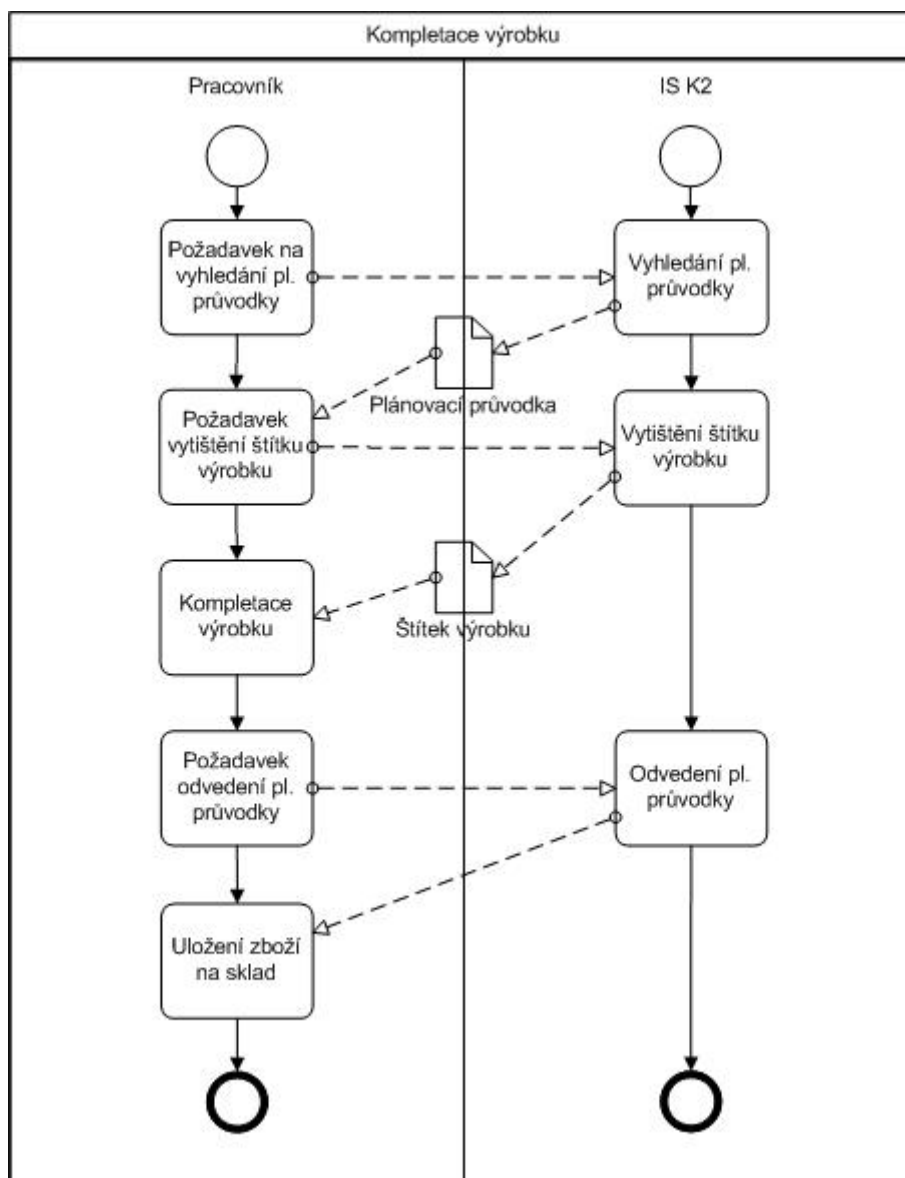 Kompletace výrobku
Pracovník
IS K2
Požadavek na
vyhledání pl.
průvodky
Vyhledání pl.
průvodky
Plánovací průvodka
Požadavek
vytištění štítku
výrobku
Vytištění štítku
výrobku
Štítek výrobku
Kompletace
výrobku
Požadavek
odvedení pl.
průvodky
Odvedení pl.
průvodky
Uložení zboží
na sklad